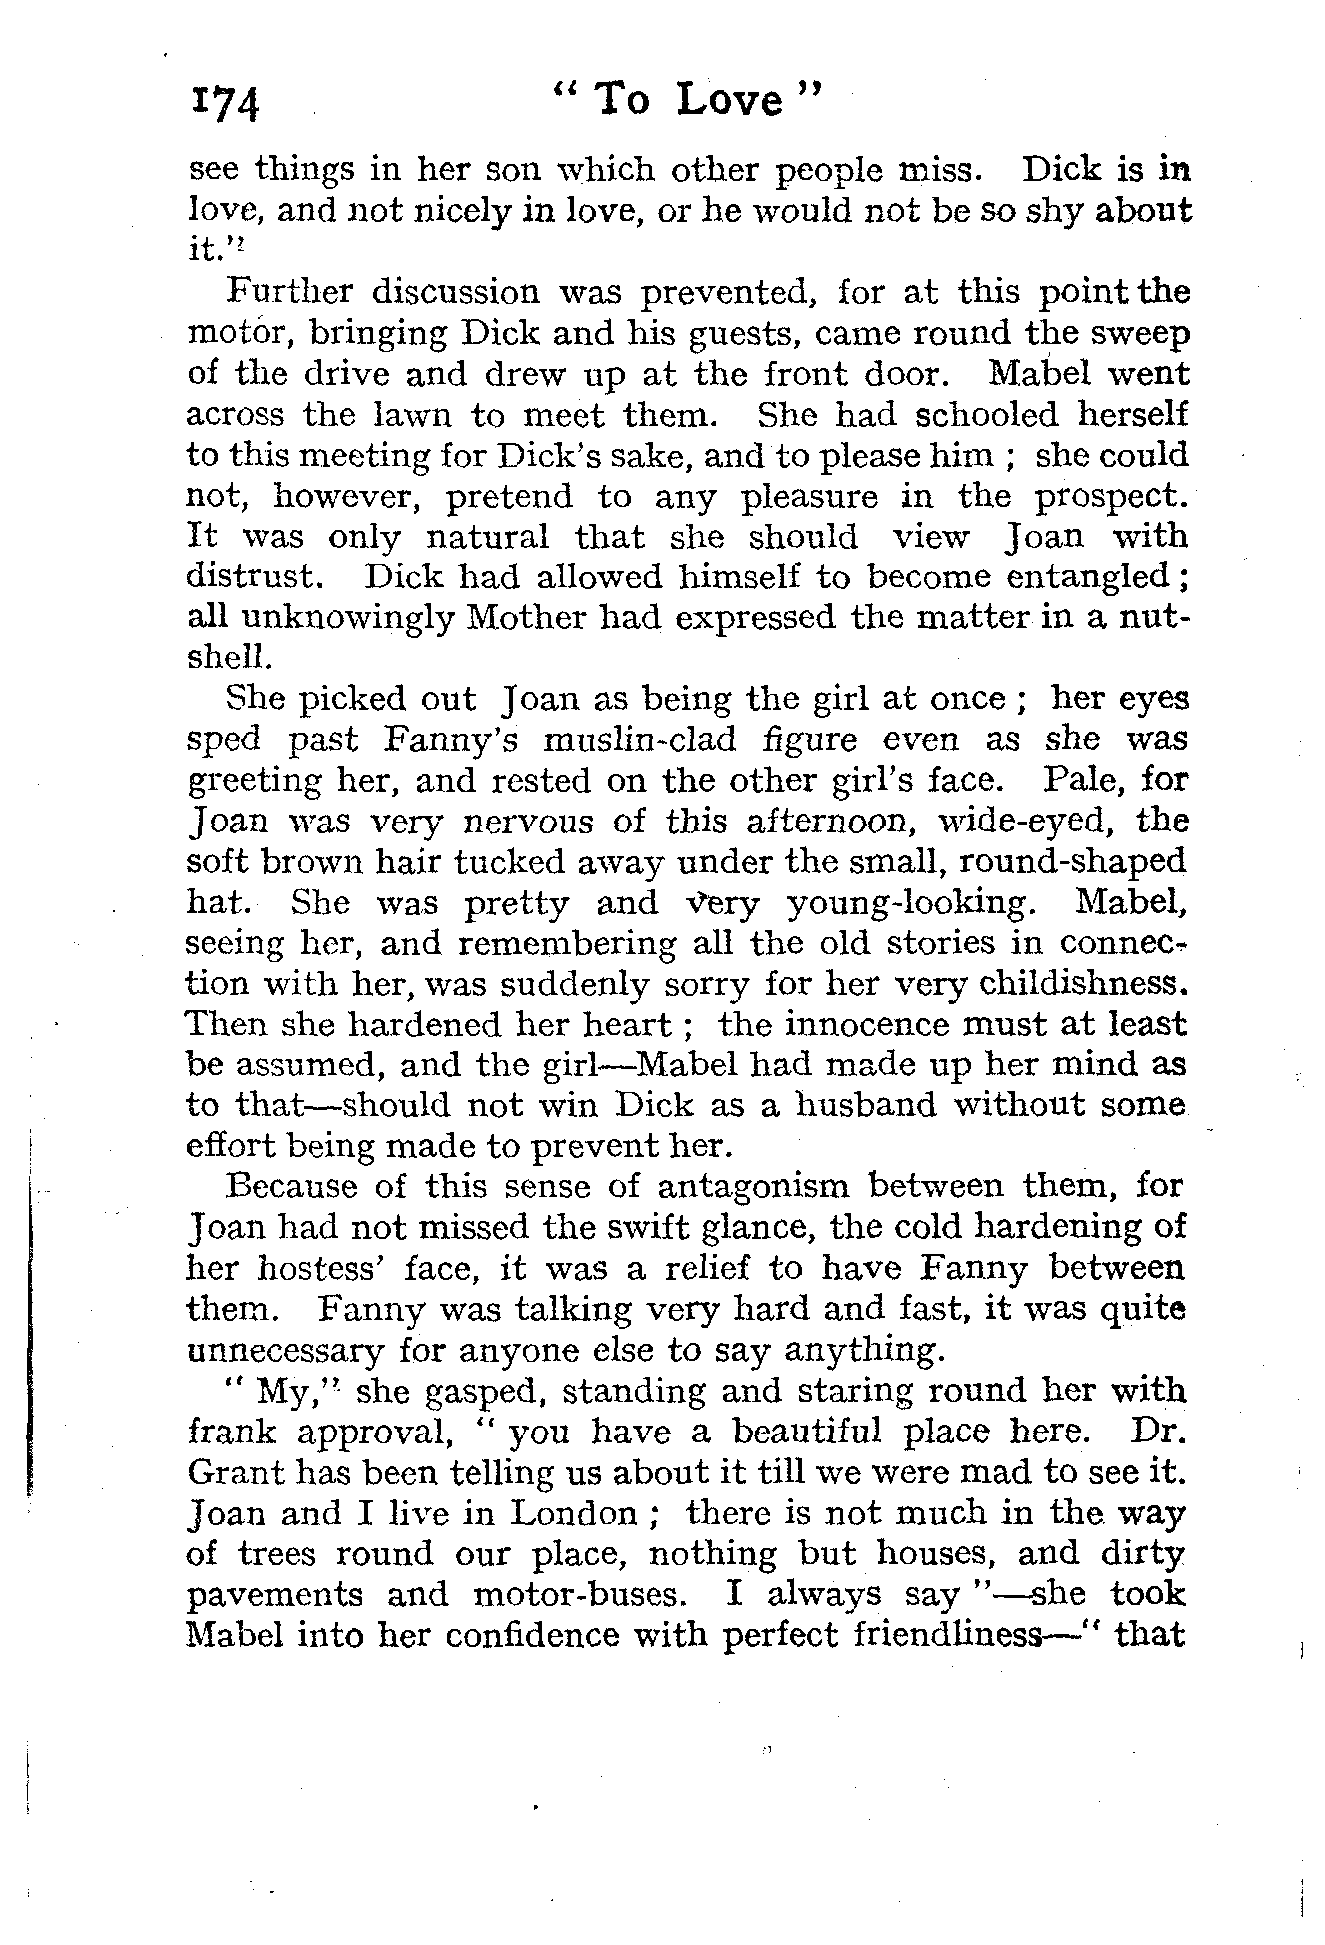 174 " To Love "
see things in her son which other people miss. Dick is in
love, and not nicely in love, or he would not be so shy about
it."
Further discussion was prevented, for at this point the
motor, bringing Dick and his guests, came round the sweep
of the drive and drew up at the front door. Mabel went
across the lawn to meet them. She had schooled herself
to this meeting for Dick's sake, and to please him ; she could
not, however, pretend to any pleasure in the prospect.
It was only natural that she should view Joan with
distrust. Dick had allowed himself to become entangled ;
all unknowingly Mother had expressed the matter in a nut-
shell.
She picked out Joan as being the girl at once ; her eyes
sped past Fanny's muslin-clad figure even as she was
greeting her, and rested on the other girl's face. Pale, for
Joan was very nervous of this afternoon, wide-eyed, the
soft brown hair tucked away under the small, round-shaped
hat. She was pretty and very young-looking. Mabel,
seeing her, and remembering all the old stories in connec-
tion with her, was suddenly sorry for her very childishness.
Then she hardened her heart ; the innocence must at least
be assumed, and the girl—Mabel had made up her mind as
to that—should not win Dick as a husband without some
effort being made to prevent her.
Because of this sense of antagonism between them, for
Joan had not missed the swift glance, the cold hardening of
her hostess' face, it was a relief to have Fanny between
them. Fanny was talking very hard and fast, it was quite
unnecessary for anyone else to say anything.
" My," she gasped, standing and staring round her with
frank approval, " you have a beautiful place here. Dr.
Grant has been telling us about it till we were mad to see it.
Joan and I live in London ; there is not much in the way
of trees round our place, nothing but houses, and dirty
pavements and motor-buses. I always say "—she took
Mabel into her confidence with perfect friendliness—" that